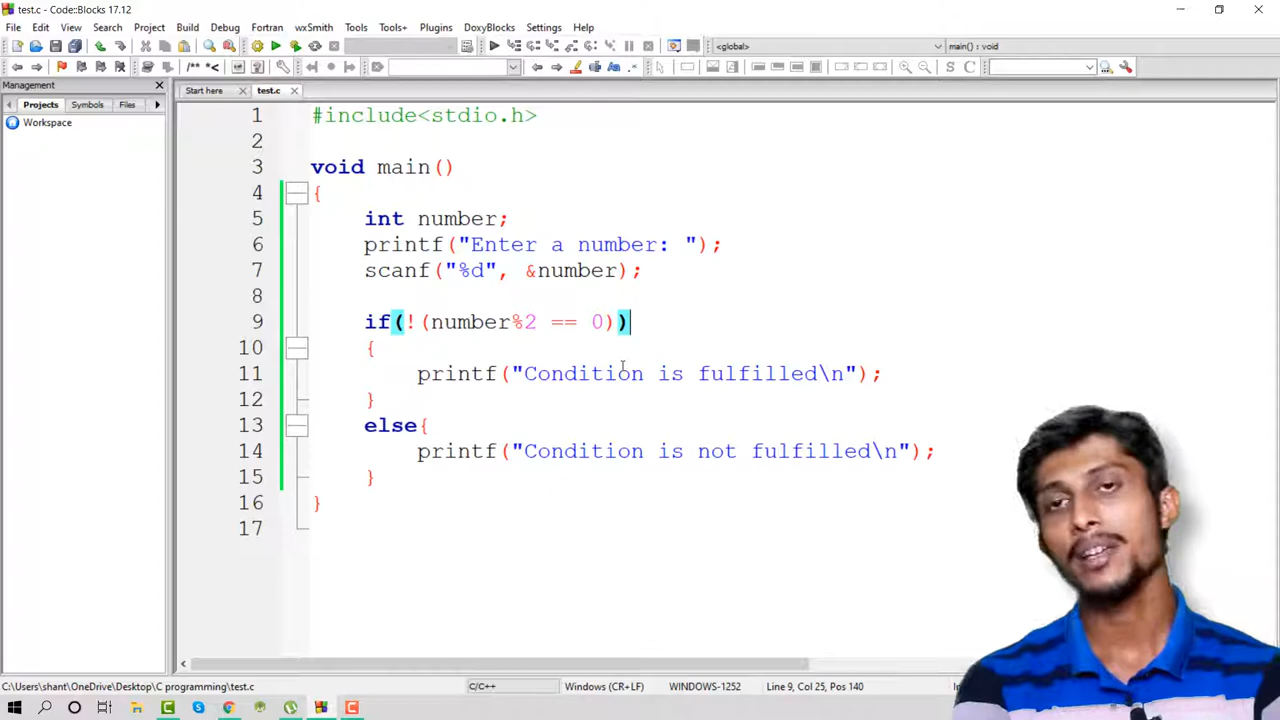 test.c - Code::Blocks 17.12
File Edit View Search Project Build Debug Fortran wxSmith Tools Tools+ Plugins DoxyBlocks Settings Help
<global> main() : void
/** *<
Management
Start here test.c
Projects Symbols Files
Workspace
1 #include<stdio.h>
2
3 void main()
4 {
5 int number;
6 printf("Enter a number: ");
7 scanf("%d", &number);
8
9 if(!(number%2 == 0))
10 {
11 printf("Condition is fulfilled\n");
12 }
13 else{
14 printf("Condition is not fulfilled\n");
15 }
16 }
17
C:\Users\shant\OneDrive\Desktop\C programming\test.c C/C++ Windows (CR+LF) WINDOWS-1252 Line 9, Col 25, Pos 140